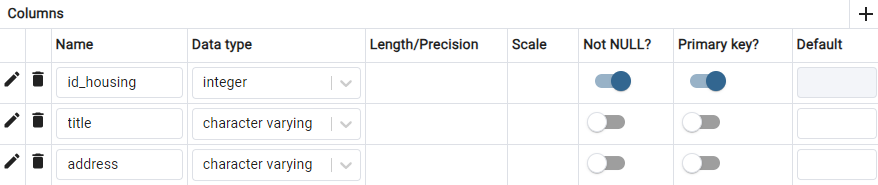 Columns
Name Data type Length/Precision Scale Not NULL? Primary key? Default
id_housing integer
title character varying
address character varying